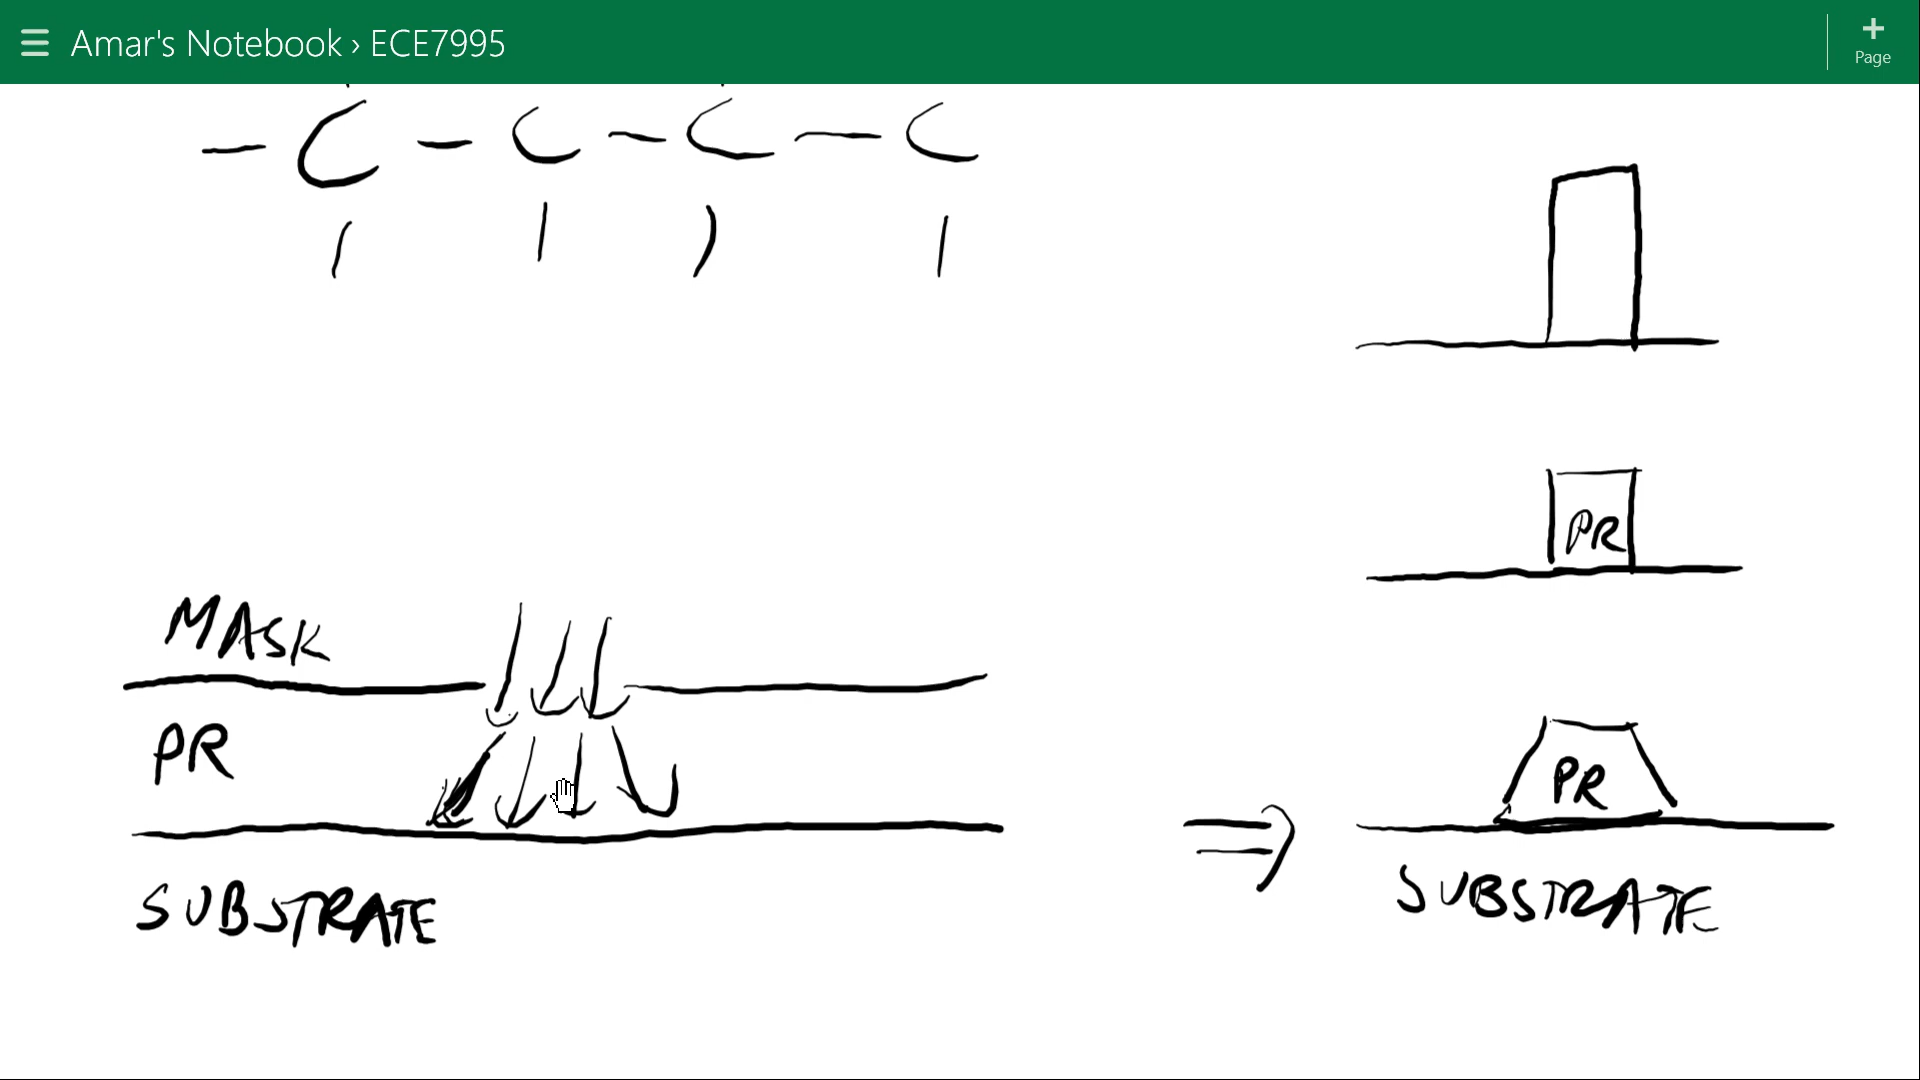 Amar's Notebook › ECE7995
+
Page
– C – C – C – C
PR
MASK
PR
PR
SUBSTRATE
SUBSTRATE